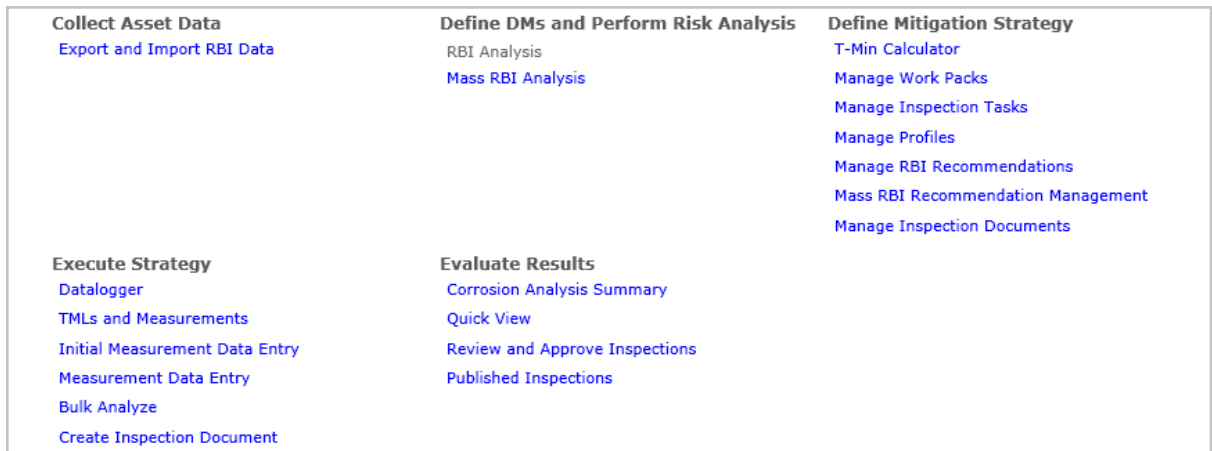 Collect Asset Data
Export and Import RBI Data
Define DMs and Perform Risk Analysis
RBI Analysis
Mass RBI Analysis
Define Mitigation Strategy
T-Min Calculator
Manage Work Packs
Manage Inspection Tasks
Manage Profiles
Manage RBI Recommendations
Mass RBI Recommendation Management
Manage Inspection Documents
Execute Strategy
Datalogger
TMLs and Measurements
Initial Measurement Data Entry
Measurement Data Entry
Bulk Analyze
Create Inspection Document
Evaluate Results
Corrosion Analysis Summary
Quick View
Review and Approve Inspections
Published Inspections